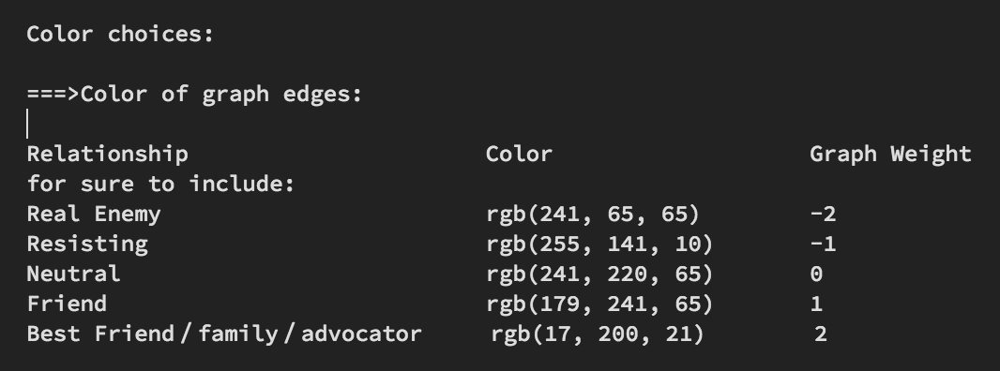 Color choices:
===>Color of graph edges:
Relationship Color Graph Weight
for sure to include:
Real Enemy rgb(241, 65, 65) -2
Resisting rgb(255, 141, 10) -1
Neutral rgb(241, 220, 65) 0
Friend rgb(179, 241, 65) 1
Best Friend/family/advocator rgb(17, 200, 21) 2